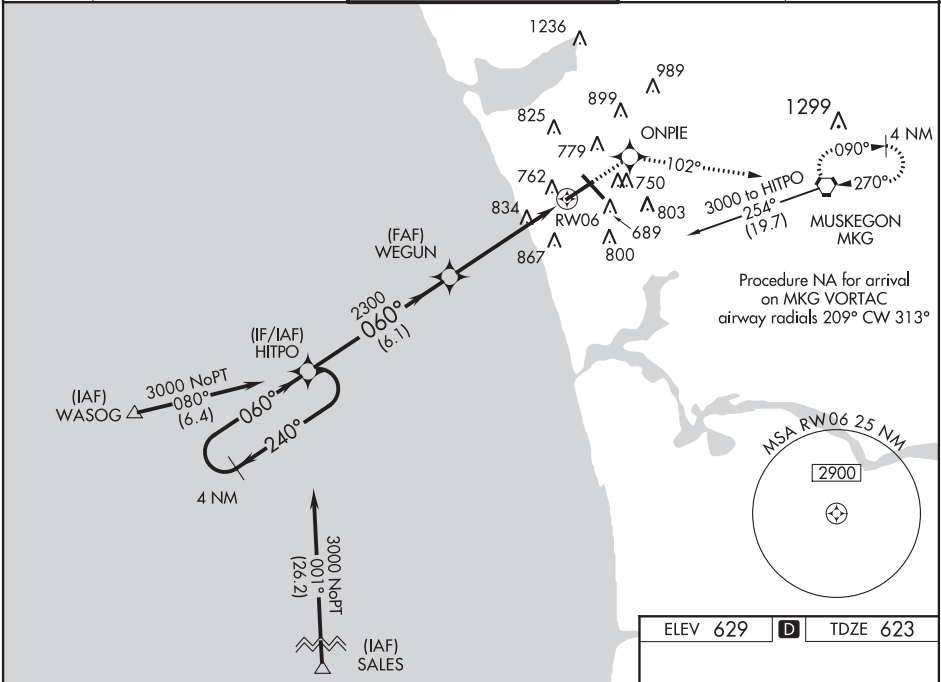 1236
989
899
825
1299
ONPIE
4 NM
779
090°
102°
762
750
3000 to HITPO
270°
834
RW06
803
254°
(19.7)
MUSKEGON
MKG
689
(FAF)
WEGUN
867
800
Procedure NA for arrival
on MKG VORTAC
airway radials 209° CW 313°
2300
060°
(6.1)
(IF/IAF)
HITPO
(IAF)
WASOG
3000 NoPT
080°
(6.4)
060°
240°
4 NM
MSA RW06 25 NM
2900
3000 NoPT
001°
(26.2)
(IAF)
SALES
ELEV 629 D TDZE 623